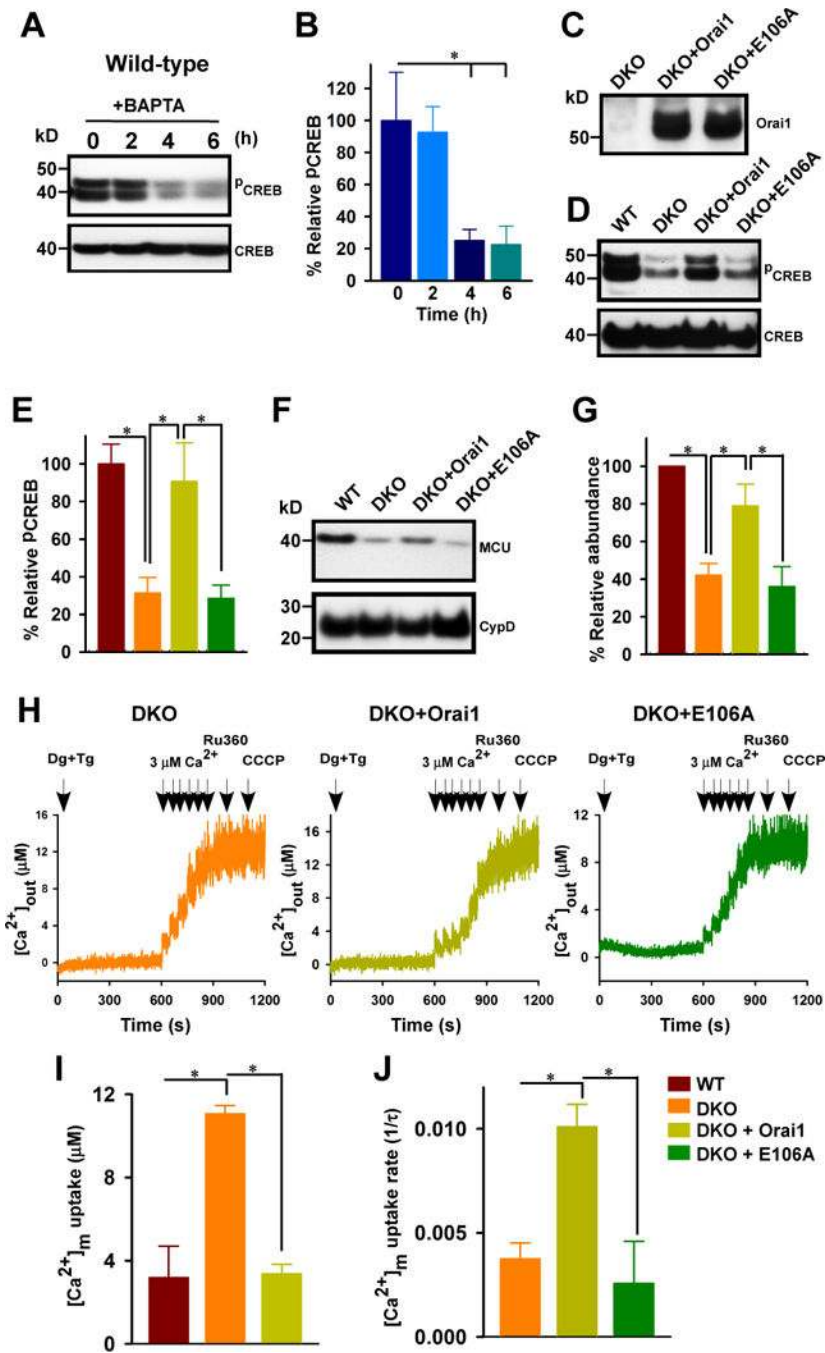 A
Wild-type
+BAPTA
kD 0 2 4 6 (h)
50
40
pCREB
40
CREB
B
% Relative pCREB
120
100
80
60
40
20
0
*
0 2 4 6
Time (h)
C
DKO DKO+Orai1 DKO+E106A
kD
50
Orai1
D
WT DKO DKO+Orai1 DKO+E106A
50
40
pCREB
40
CREB
E
% Relative pCREB
100
80
60
40
20
0
* * *
F
WT DKO DKO+Orai1 DKO+E106A
kD
40
MCU
30
20
CypD
G
% Relative aabundance
100
80
60
40
20
0
* * *
H
DKO
Dg+Tg 3 µM Ca2+ Ru360 CCCP
[Ca2+]out (µM)
16
12
8
4
0
0 300 600 900 1200
Time (s)
DKO+Orai1
Dg+Tg 3 µM Ca2+ Ru360 CCCP
[Ca2+]out (µM)
16
12
8
4
0
0 300 600 900 1200
Time (s)
DKO+E106A
Dg+Tg 3 µM Ca2+ Ru360 CCCP
[Ca2+]out (µM)
12
8
4
0
0 300 600 900 1200
Time (s)
I
[Ca2+]m uptake (µM)
12
8
4
0
* *
J
[Ca2+]m uptake rate (1/τ)
0.010
0.005
0.000
* *
WT
DKO
DKO + Orai1
DKO + E106A